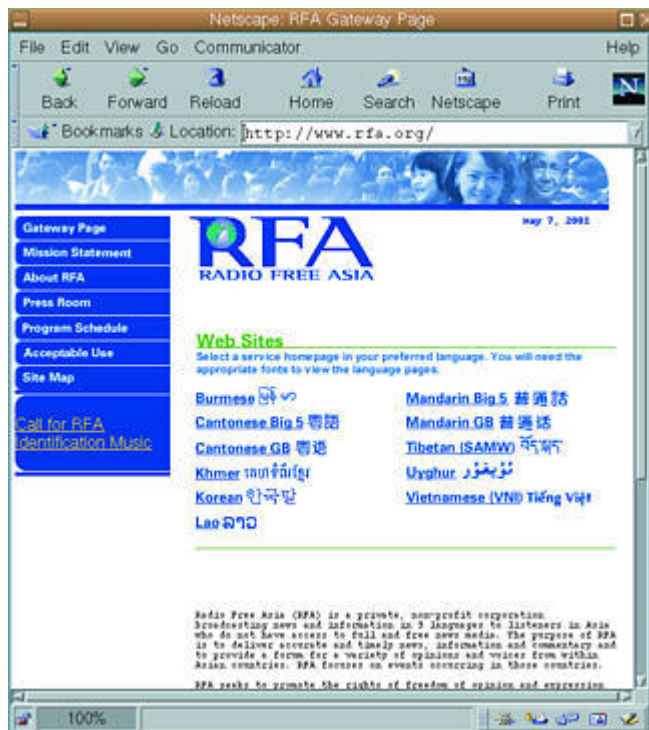 Netscape: RFA Gateway Page
File Edit View Go Communicator Help
Back Forward Reload Home Search Netscape Print
Bookmarks Location: http://www.rfa.org/
May 7, 2001
Gateway Page
Mission Statement
About RFA
Press Room
Program Schedule
Acceptable Use
Site Map
Call for RFA
Identification Music
RFA
RADIO FREE ASIA
Web Sites
Select a service homepage in your preferred language. You will need the
appropriate fonts to view the language pages.
Burmese မြန်မာ
Cantonese Big 5 粵語
Cantonese GB 粤语
Khmer
Korean 한국말
Lao ລາວ
Mandarin Big 5 普通話
Mandarin GB 普通话
Tibetan (SAMW) བོད་སྐད་
Uyghur ئۇيغۇر
Vietnamese (VNI) Tiếng Việt
Radio Free Asia (RFA) is a private, non-profit corporation
broadcasting news and information in 9 languages to listeners in Asia
who do not have access to full and free news media. The purpose of RFA
is to deliver accurate and timely news, information and commentary and
to provide a forum for a variety of opinions and voices from within
Asian countries. RFA focuses on events occurring in those countries.
RFA seeks to promote the rights of freedom of opinion and expression
100%